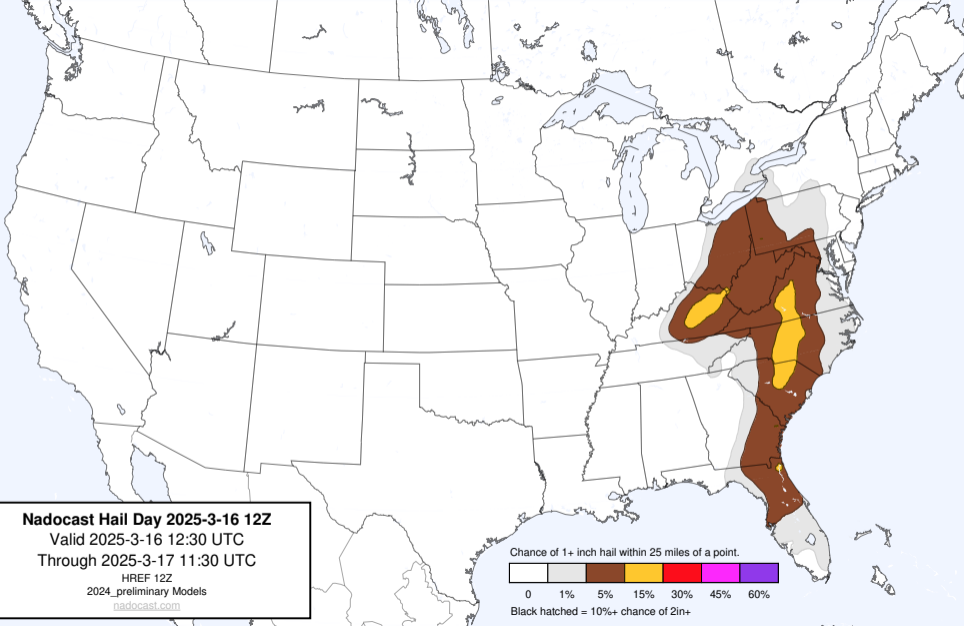 Nadocast Hail Day 2025-3-16 12Z
Valid 2025-3-16 12:30 UTC
Through 2025-3-17 11:30 UTC
HREF 12Z
2024_preliminary Models
nadocast.com
Chance of 1+ inch hail within 25 miles of a point.
0 1% 5% 15% 30% 45% 60%
Black hatched = 10%+ chance of 2in+